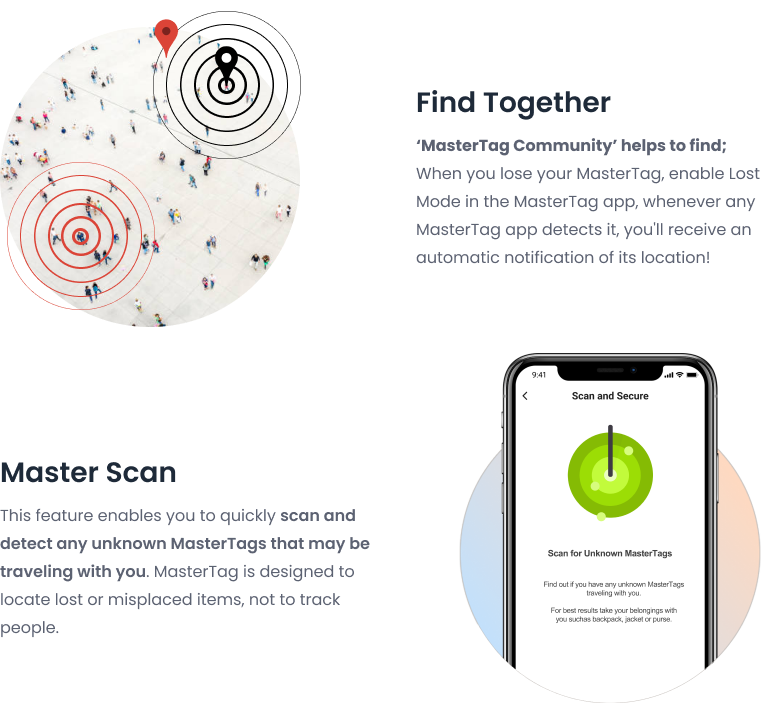 Find Together
‘MasterTag Community’ helps to find;
When you lose your MasterTag, enable Lost
Mode in the MasterTag app, whenever any
MasterTag app detects it, you'll receive an
automatic notification of its location!
Master Scan
This feature enables you to quickly scan and
detect any unknown MasterTags that may be
traveling with you. MasterTag is designed to
locate lost or misplaced items, not to track
people.
9:41
Scan and Secure
Scan for Unknown MasterTags
Find out if you have any unknown MasterTags
traveling with you.
For best results take your belongings with
you suchas backpack, jacket or purse.